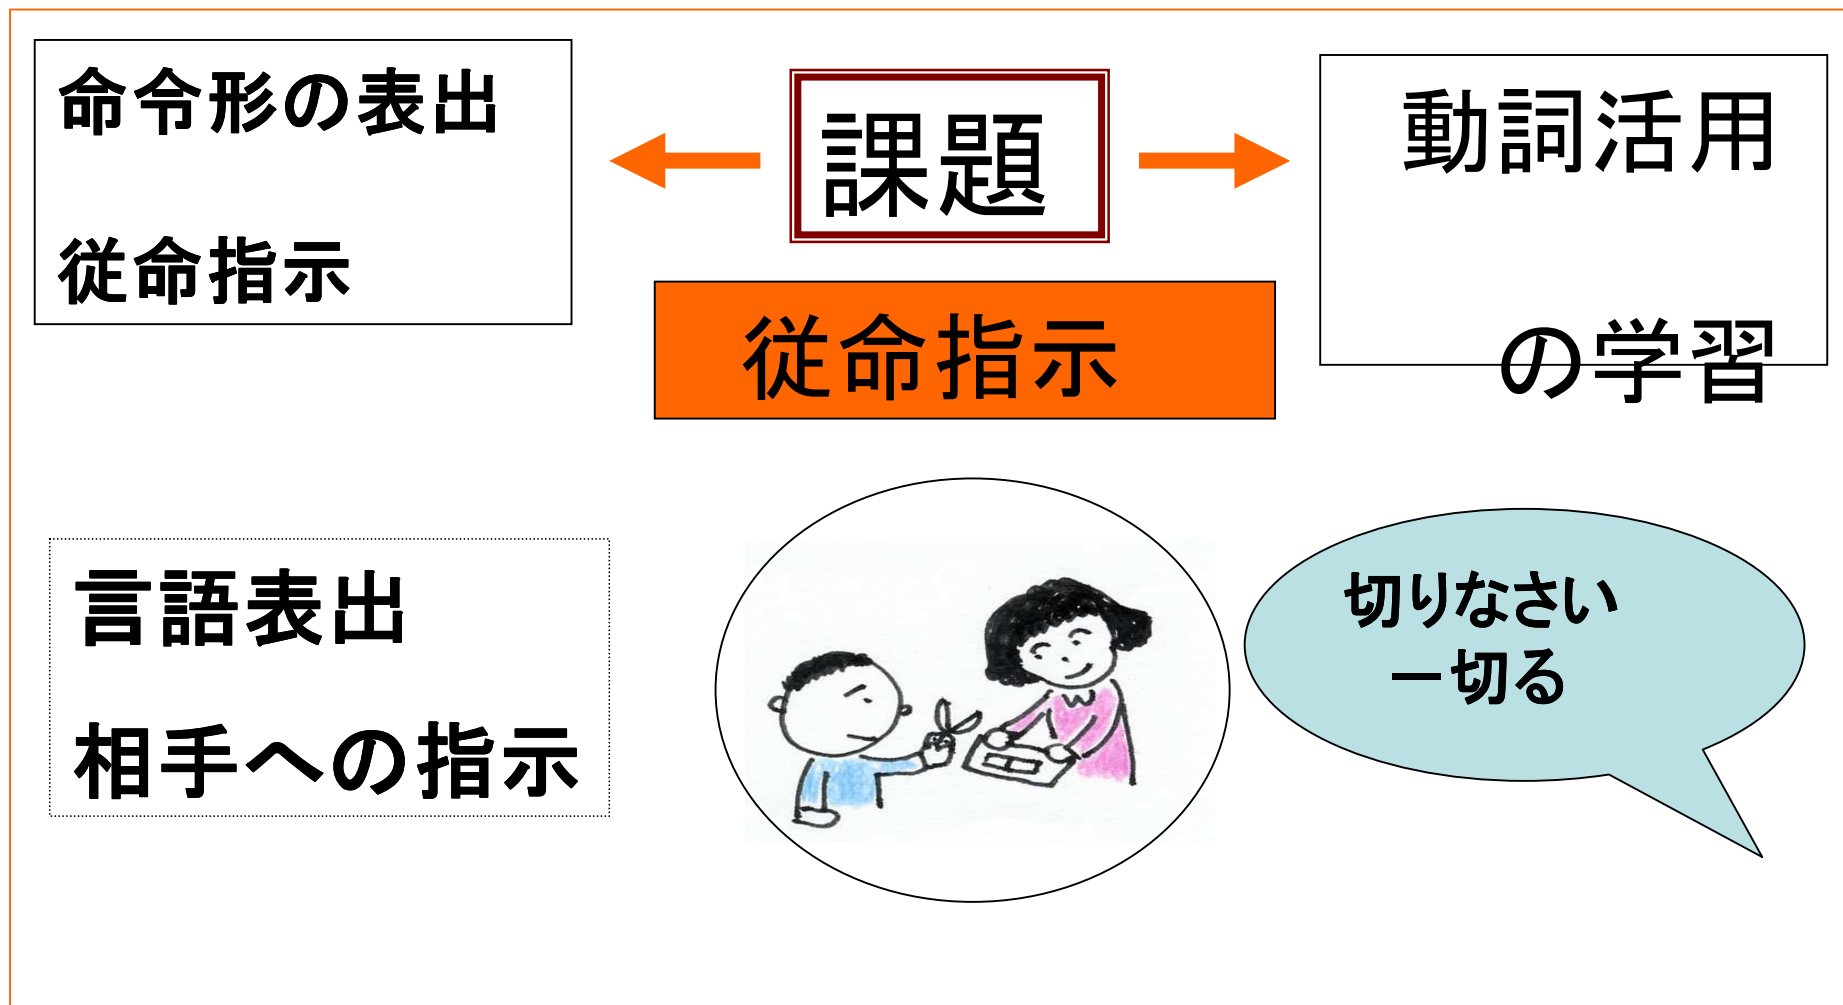 命令形の表出
従命指示
課題
動詞活用
の学習
従命指示
言語表出
相手への指示
切りなさい
－切る